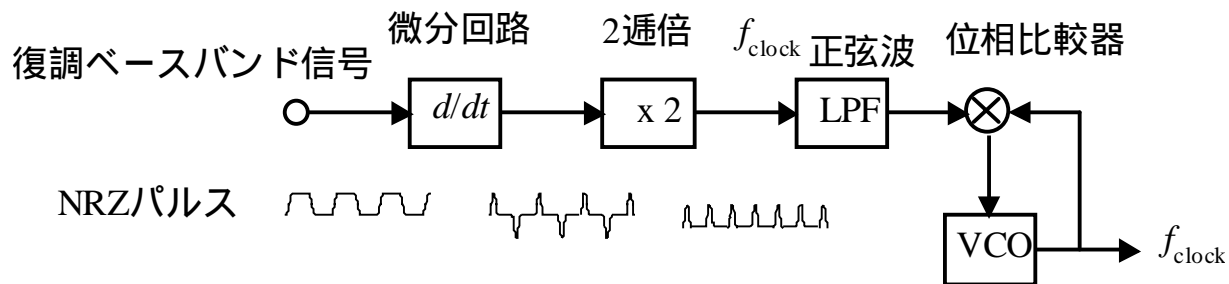 復調ベースバンド信号
微分回路
2逓倍
f_clock 正弦波
位相比較器
d/dt
x 2
LPF
NRZパルス
VCO
f_clock